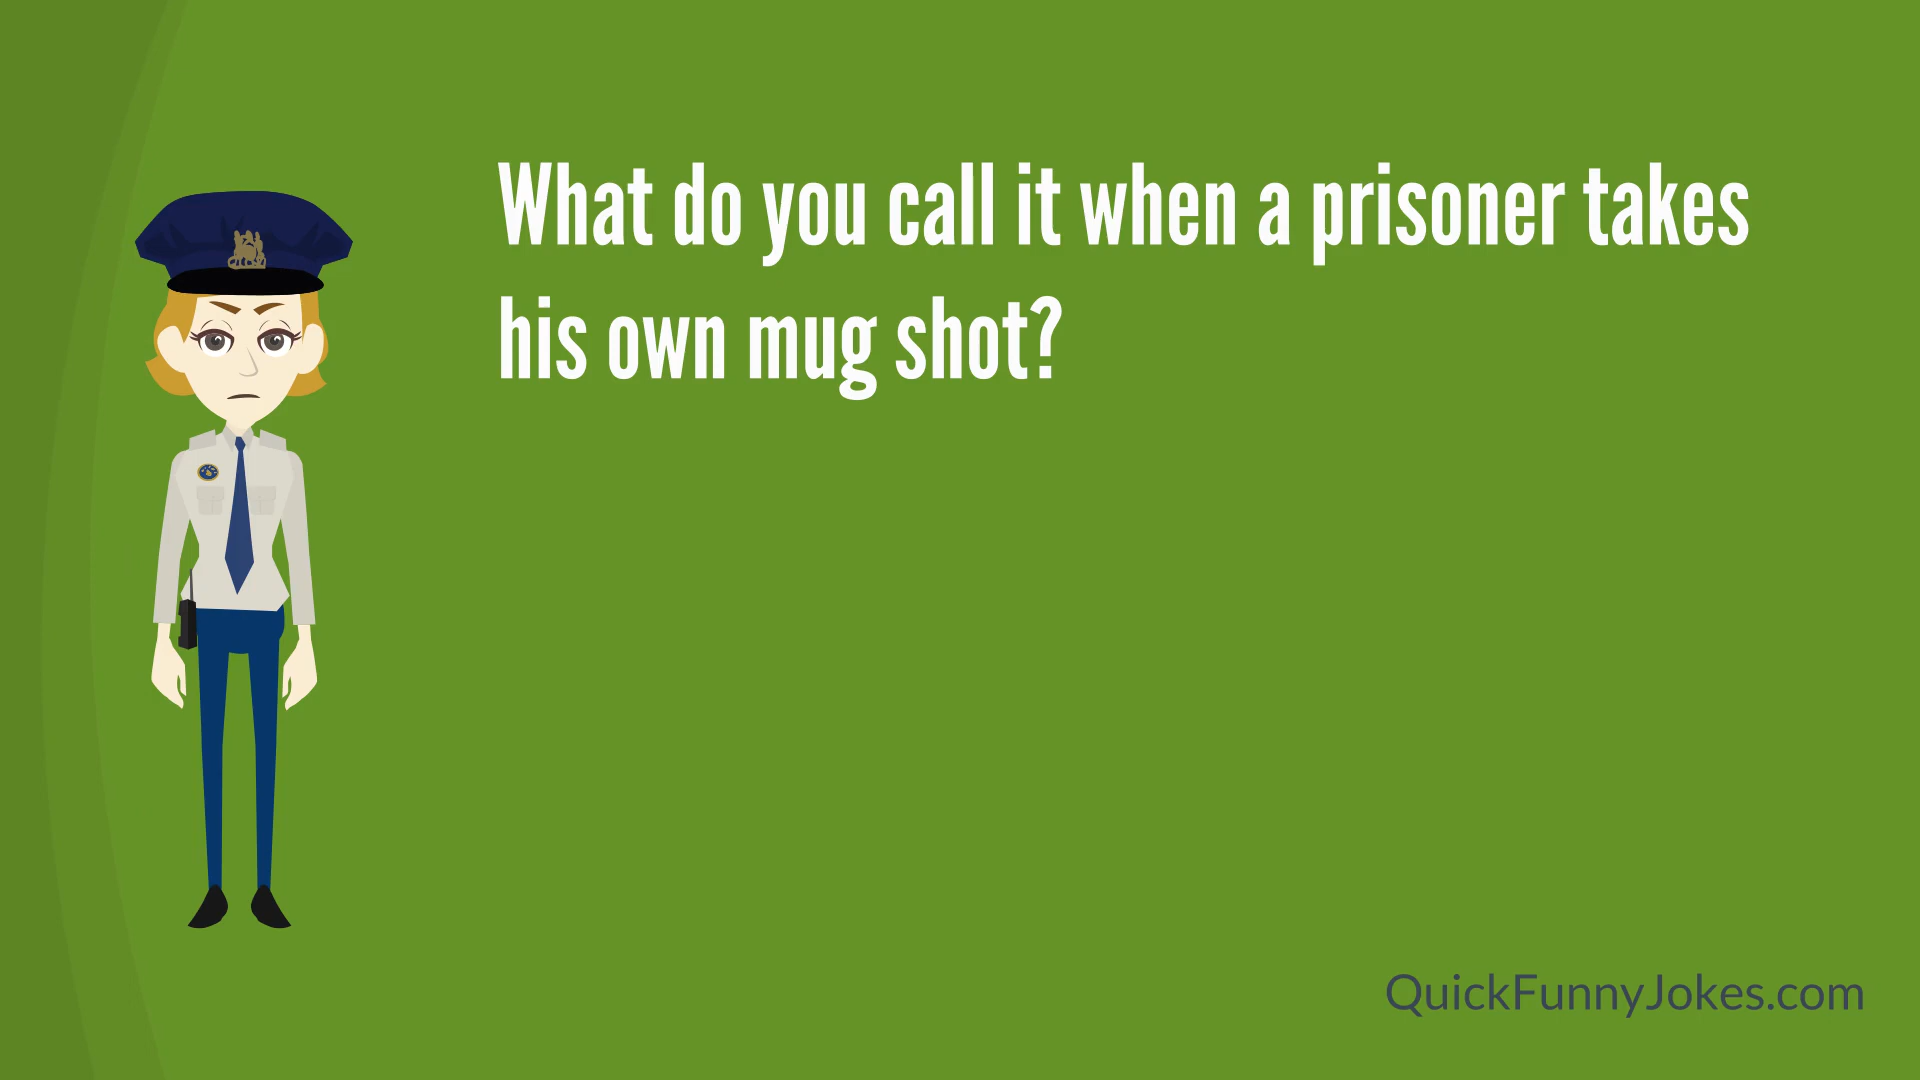 What do you call it when a prisoner takes
his own mug shot?
QuickFunnyJokes.com